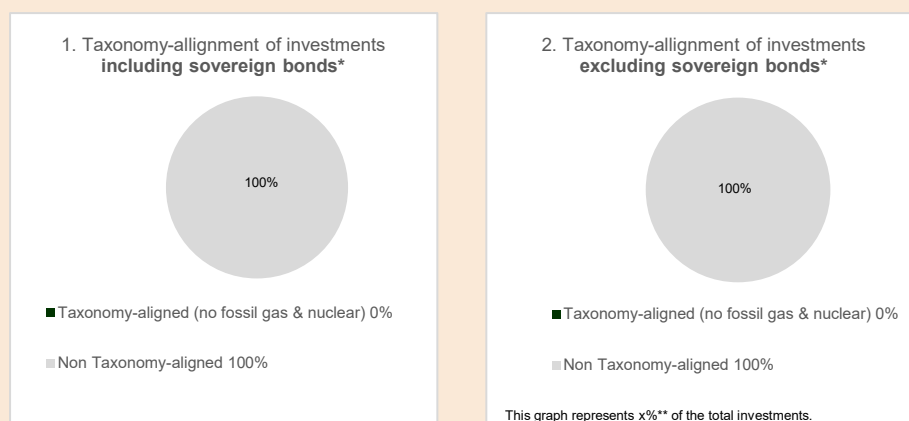 1. Taxonomy-allignment of investments
including sovereign bonds*
100%
Taxonomy-aligned (no fossil gas & nuclear) 0%
Non Taxonomy-aligned 100%
2. Taxonomy-allignment of investments
excluding sovereign bonds*
100%
Taxonomy-aligned (no fossil gas & nuclear) 0%
Non Taxonomy-aligned 100%
This graph represents x%** of the total investments.